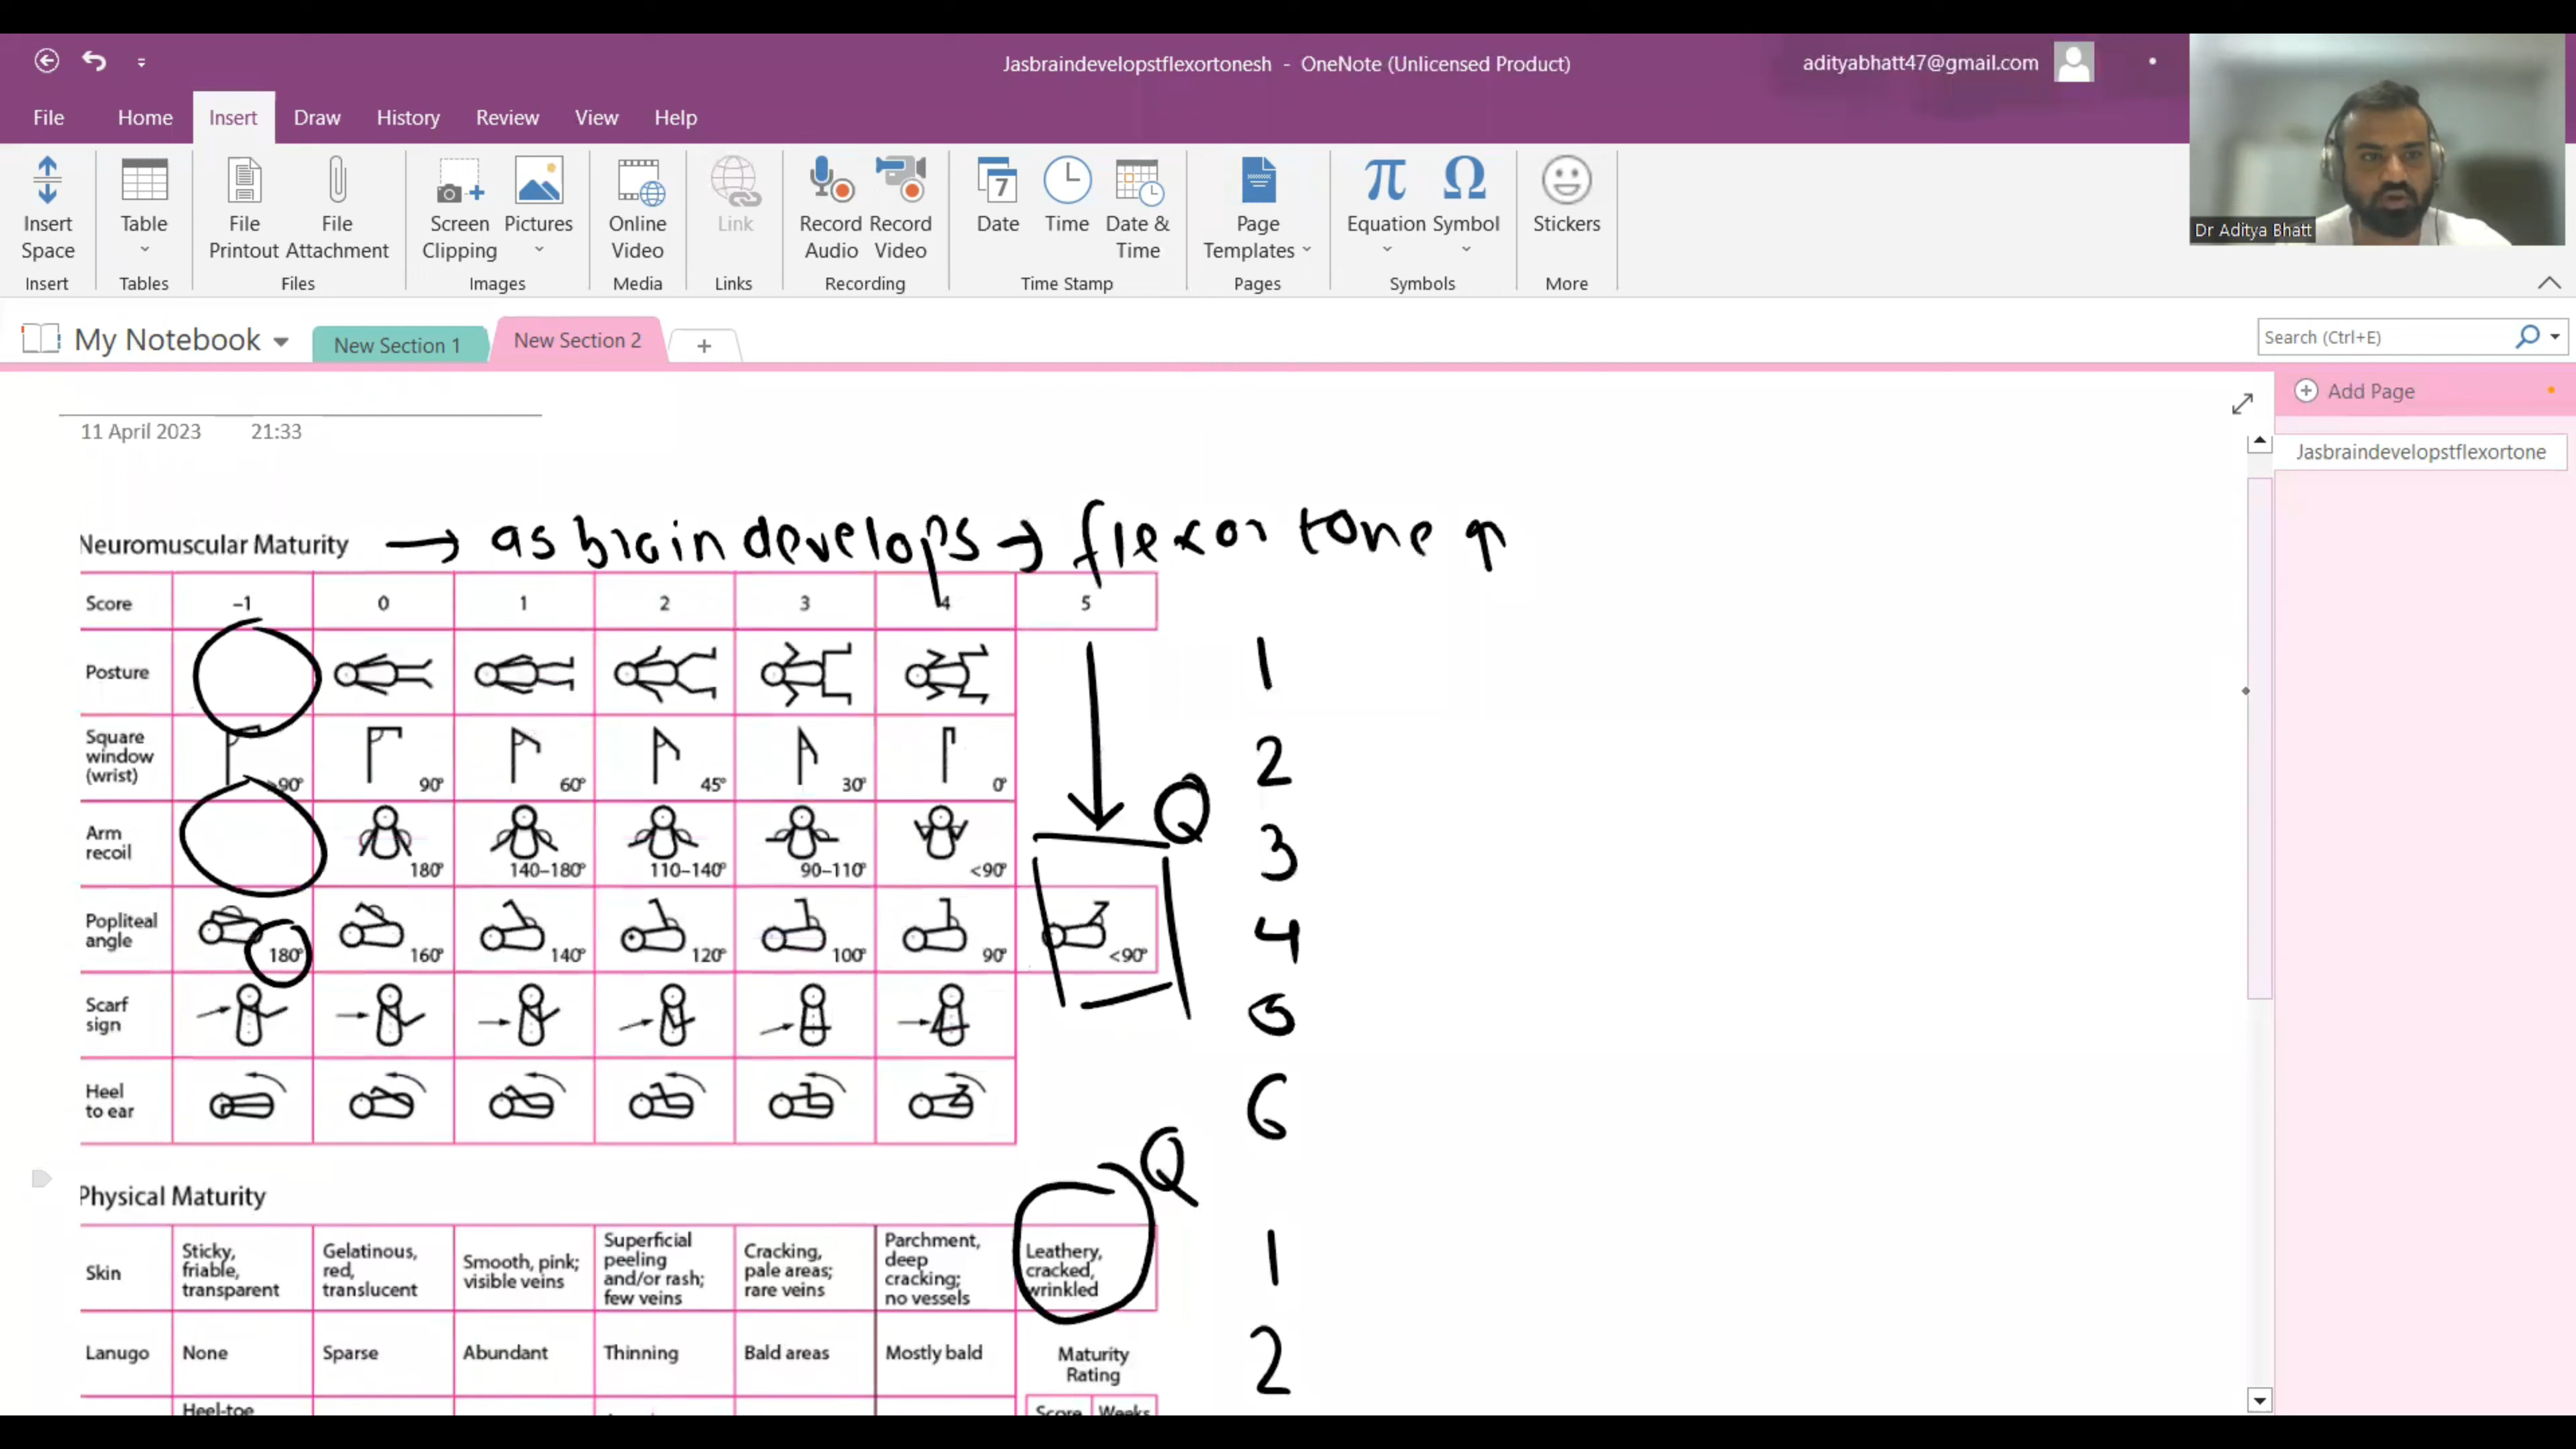 Jasbraindevelopstflexortonesh - OneNote (Unlicensed Product)
adityabhatt47@gmail.com
Dr Aditya Bhatt
File Home Insert Draw History Review View Help
Insert Space
Table
File Printout
File Attachment
Screen Clipping
Pictures
Online Video
Link
Record Audio
Record Video
7
Date
Time
Date & Time
Page Templates
π
Equation
Ω
Symbol
Stickers
Insert Tables Files Images Media Links Recording Time Stamp Pages Symbols More
My Notebook New Section 1 New Section 2 +
Search (Ctrl+E)
Add Page
Jasbraindevelopstflexortone
11 April 2023 21:33
Neuromuscular Maturity → as brain develops → flexor tone ↑
Score −1 0 1 2 3 4 5
Posture
1
Square window (wrist) >90° 90° 60° 45° 30° 0°
2
Q
Arm recoil 180° 140–180° 110–140° 90–110° <90°
3
Popliteal angle 180° 160° 140° 120° 100° 90° <90°
4
Scarf sign
5
Heel to ear
6
Q
Physical Maturity
Skin
Sticky, friable, transparent
Gelatinous, red, translucent
Smooth, pink; visible veins
Superficial peeling and/or rash; few veins
Cracking, pale areas; rare veins
Parchment, deep cracking; no vessels
Leathery, cracked, wrinkled
1
Lanugo None Sparse Abundant Thinning Bald areas Mostly bald
Maturity Rating
2
Heel-toe
Score Weeks